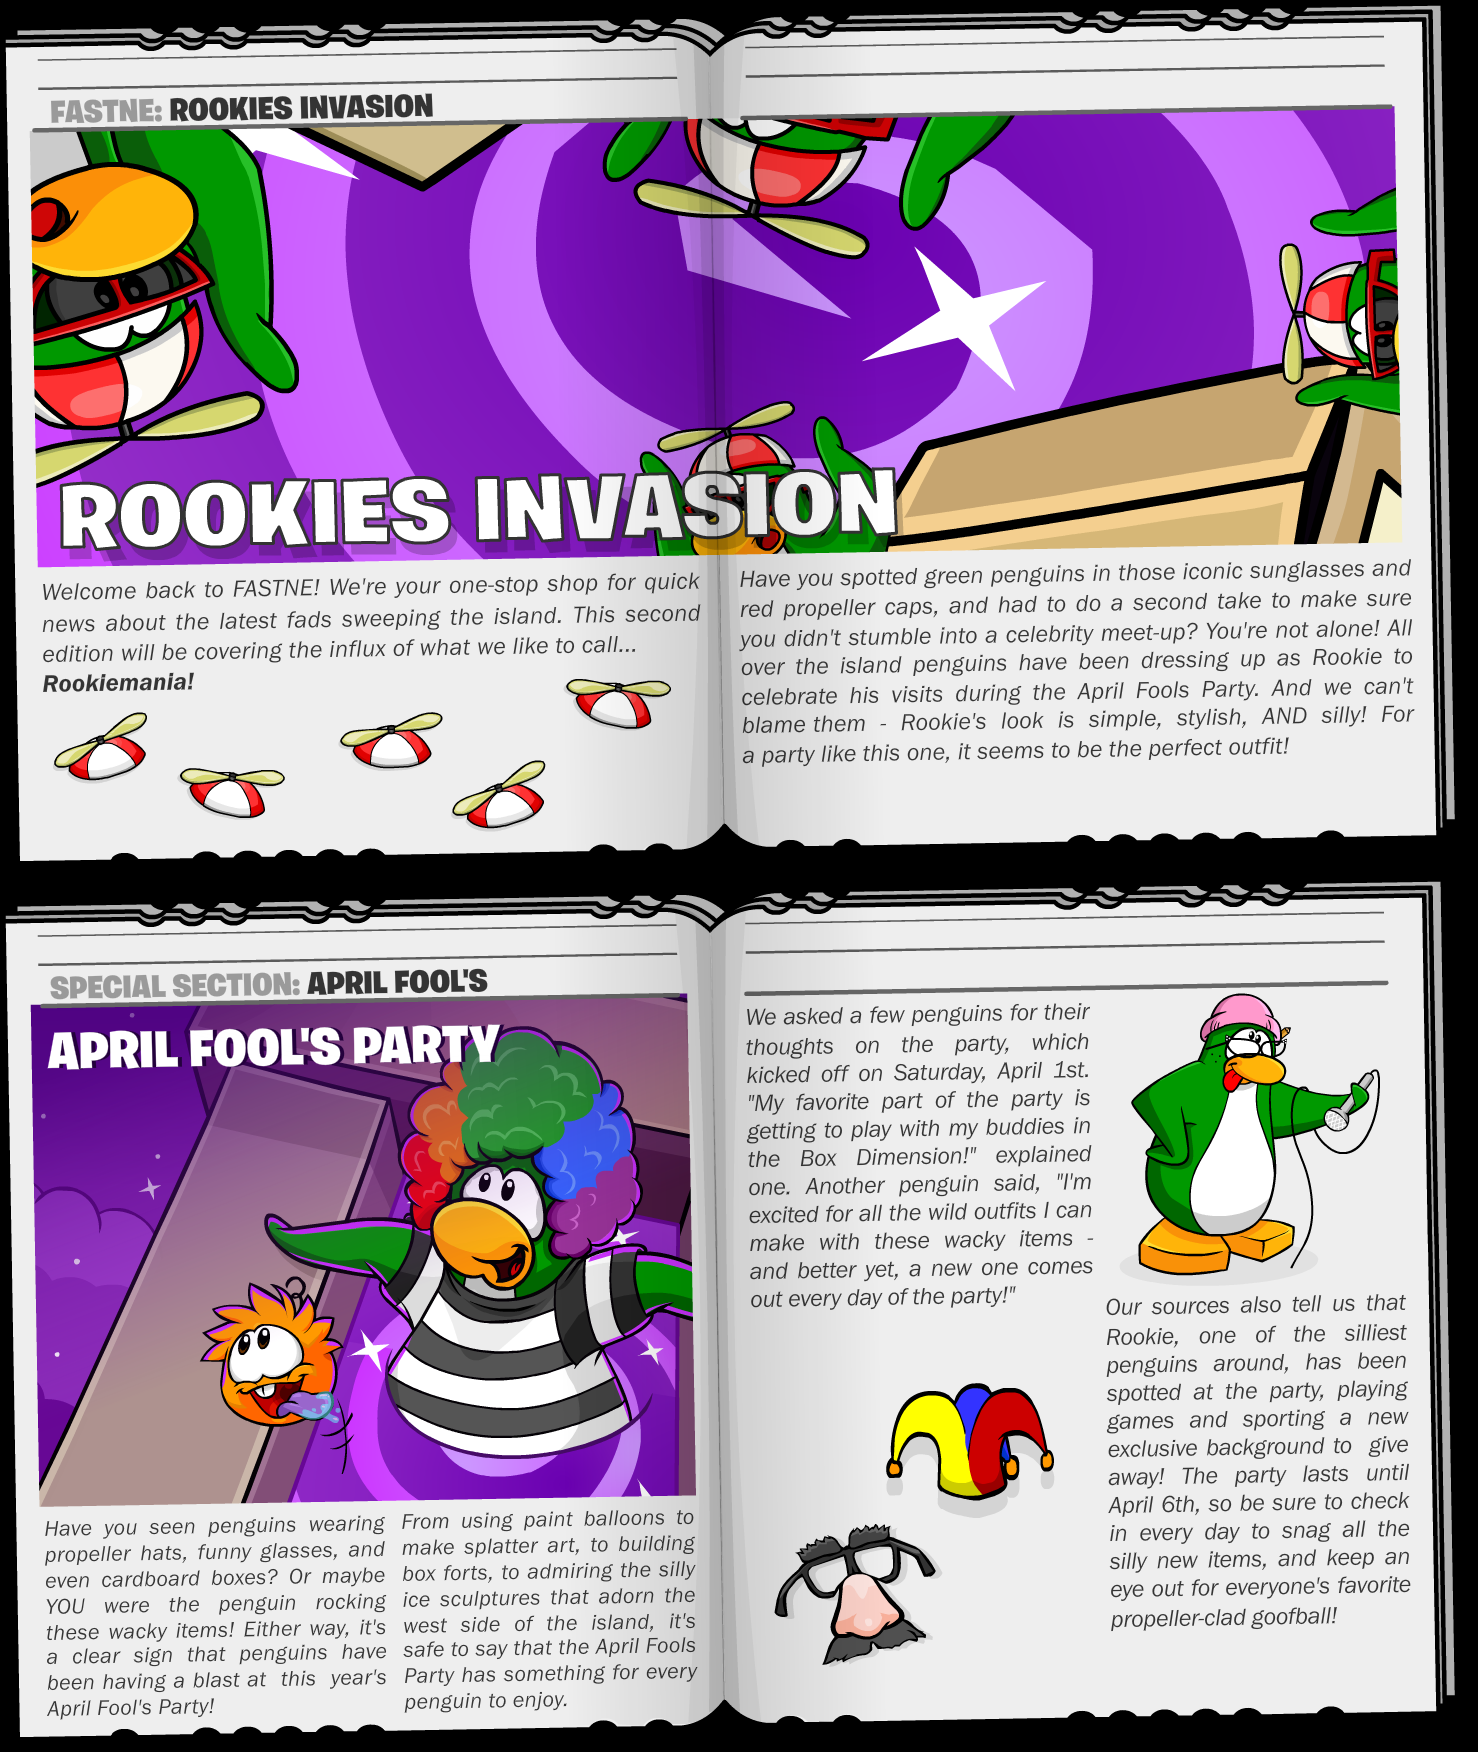 FASTNE: ROOKIES INVASION
ROOKIES INVASION
Welcome back to FASTNE! We're your one-stop shop for quick
news about the latest fads sweeping the island. This second
edition will be covering the influx of what we like to call...
Rookiemania!
Have you spotted green penguins in those iconic sunglasses and
red propeller caps, and had to do a second take to make sure
you didn't stumble into a celebrity meet-up? You're not alone! All
over the island penguins have been dressing up as Rookie to
celebrate his visits during the April Fools Party. And we can't
blame them - Rookie's look is simple, stylish, AND silly! For
a party like this one, it seems to be the perfect outfit!
SPECIAL SECTION: APRIL FOOL'S
APRIL FOOL'S PARTY
Have you seen penguins wearing
propeller hats, funny glasses, and
even cardboard boxes? Or maybe
YOU were the penguin rocking
these wacky items! Either way, it's
a clear sign that penguins have
been having a blast at this year's
April Fool's Party!
From using paint balloons to
make splatter art, to building
box forts, to admiring the silly
ice sculptures that adorn the
west side of the island, it's
safe to say that the April Fools
Party has something for every
penguin to enjoy.
We asked a few penguins for their
thoughts on the party, which
kicked off on Saturday, April 1st.
"My favorite part of the party is
getting to play with my buddies in
the Box Dimension!" explained
one. Another penguin said, "I'm
excited for all the wild outfits I can
make with these wacky items -
and better yet, a new one comes
out every day of the party!"
Our sources also tell us that
Rookie, one of the silliest
penguins around, has been
spotted at the party, playing
games and sporting a new
exclusive background to give
away! The party lasts until
April 6th, so be sure to check
in every day to snag all the
silly new items, and keep an
eye out for everyone's favorite
propeller-clad goofball!